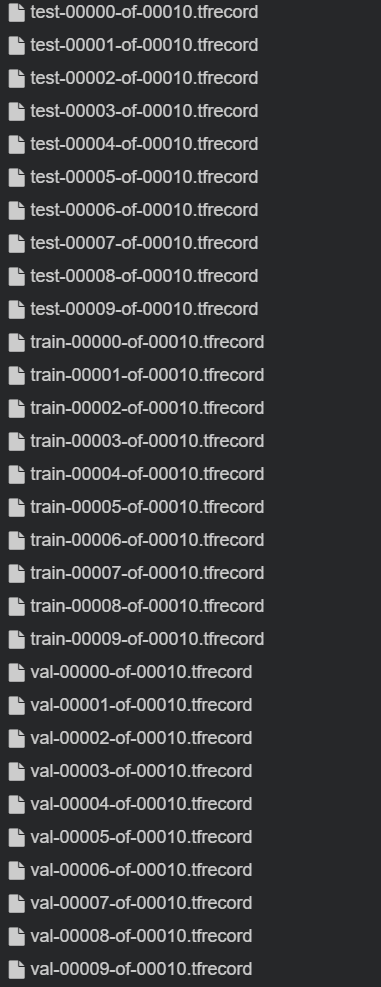 test-00000-of-00010.tfrecord
test-00001-of-00010.tfrecord
test-00002-of-00010.tfrecord
test-00003-of-00010.tfrecord
test-00004-of-00010.tfrecord
test-00005-of-00010.tfrecord
test-00006-of-00010.tfrecord
test-00007-of-00010.tfrecord
test-00008-of-00010.tfrecord
test-00009-of-00010.tfrecord
train-00000-of-00010.tfrecord
train-00001-of-00010.tfrecord
train-00002-of-00010.tfrecord
train-00003-of-00010.tfrecord
train-00004-of-00010.tfrecord
train-00005-of-00010.tfrecord
train-00006-of-00010.tfrecord
train-00007-of-00010.tfrecord
train-00008-of-00010.tfrecord
train-00009-of-00010.tfrecord
val-00000-of-00010.tfrecord
val-00001-of-00010.tfrecord
val-00002-of-00010.tfrecord
val-00003-of-00010.tfrecord
val-00004-of-00010.tfrecord
val-00005-of-00010.tfrecord
val-00006-of-00010.tfrecord
val-00007-of-00010.tfrecord
val-00008-of-00010.tfrecord
val-00009-of-00010.tfrecord